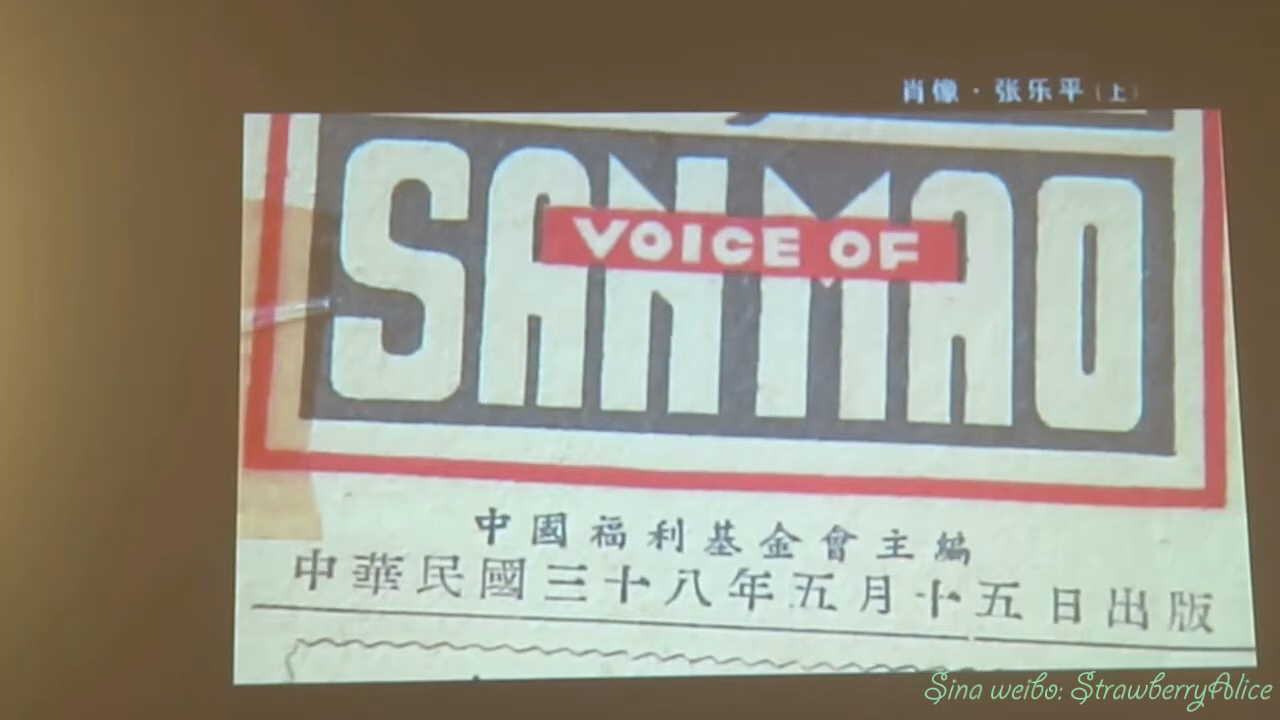 肖像·张乐平(上)
SANMAO
VOICE OF
中國福利基金會主編
中華民國三十八年五月十五日出版
Sina weibo: StrawberryAlice